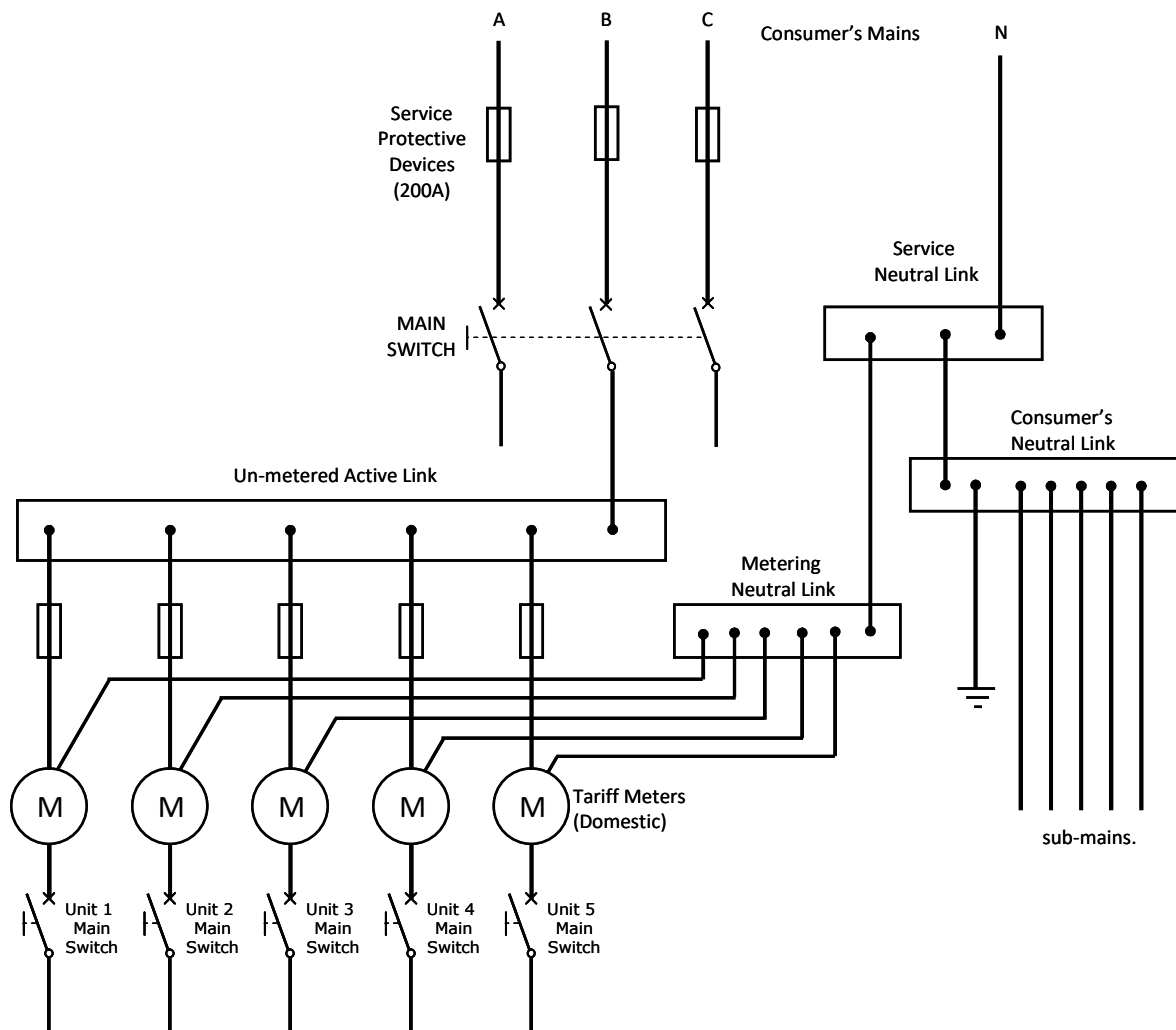 A
B
C
Consumer's Mains
N
Service
Protective
Devices
(200A)
Service
Neutral Link
MAIN
SWITCH
Consumer's
Neutral Link
Un-metered Active Link
Metering
Neutral Link
M
M
M
M
M
Tariff Meters
(Domestic)
sub-mains.
Unit 1
Main
Switch
Unit 2
Main
Switch
Unit 3
Main
Switch
Unit 4
Main
Switch
Unit 5
Main
Switch